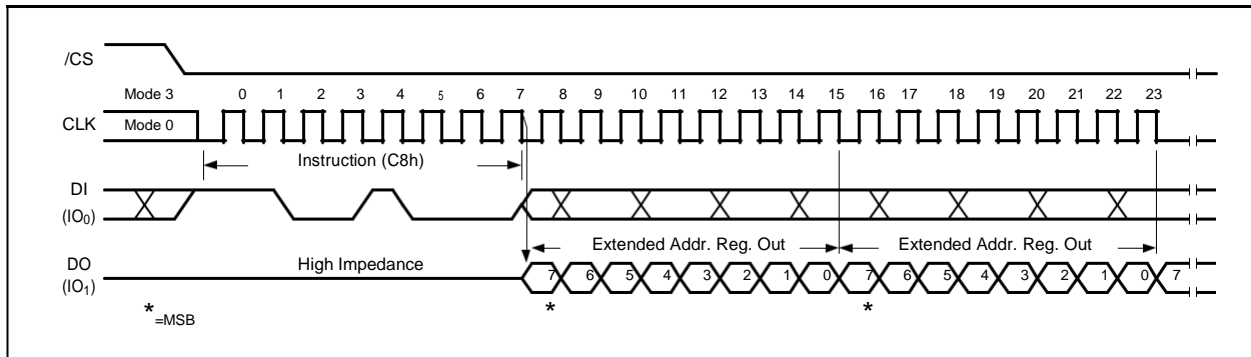 /CS
Mode 3 0 1 2 3 4 5 6 7 8 9 10 11 12 13 14 15 16 17 18 19 20 21 22 23
CLK Mode 0
Instruction (C8h)
DI
(IO0)
Extended Addr. Reg. Out Extended Addr. Reg. Out
DO High Impedance
(IO1) 7 6 5 4 3 2 1 0 7 6 5 4 3 2 1 0 7
* *
* =MSB